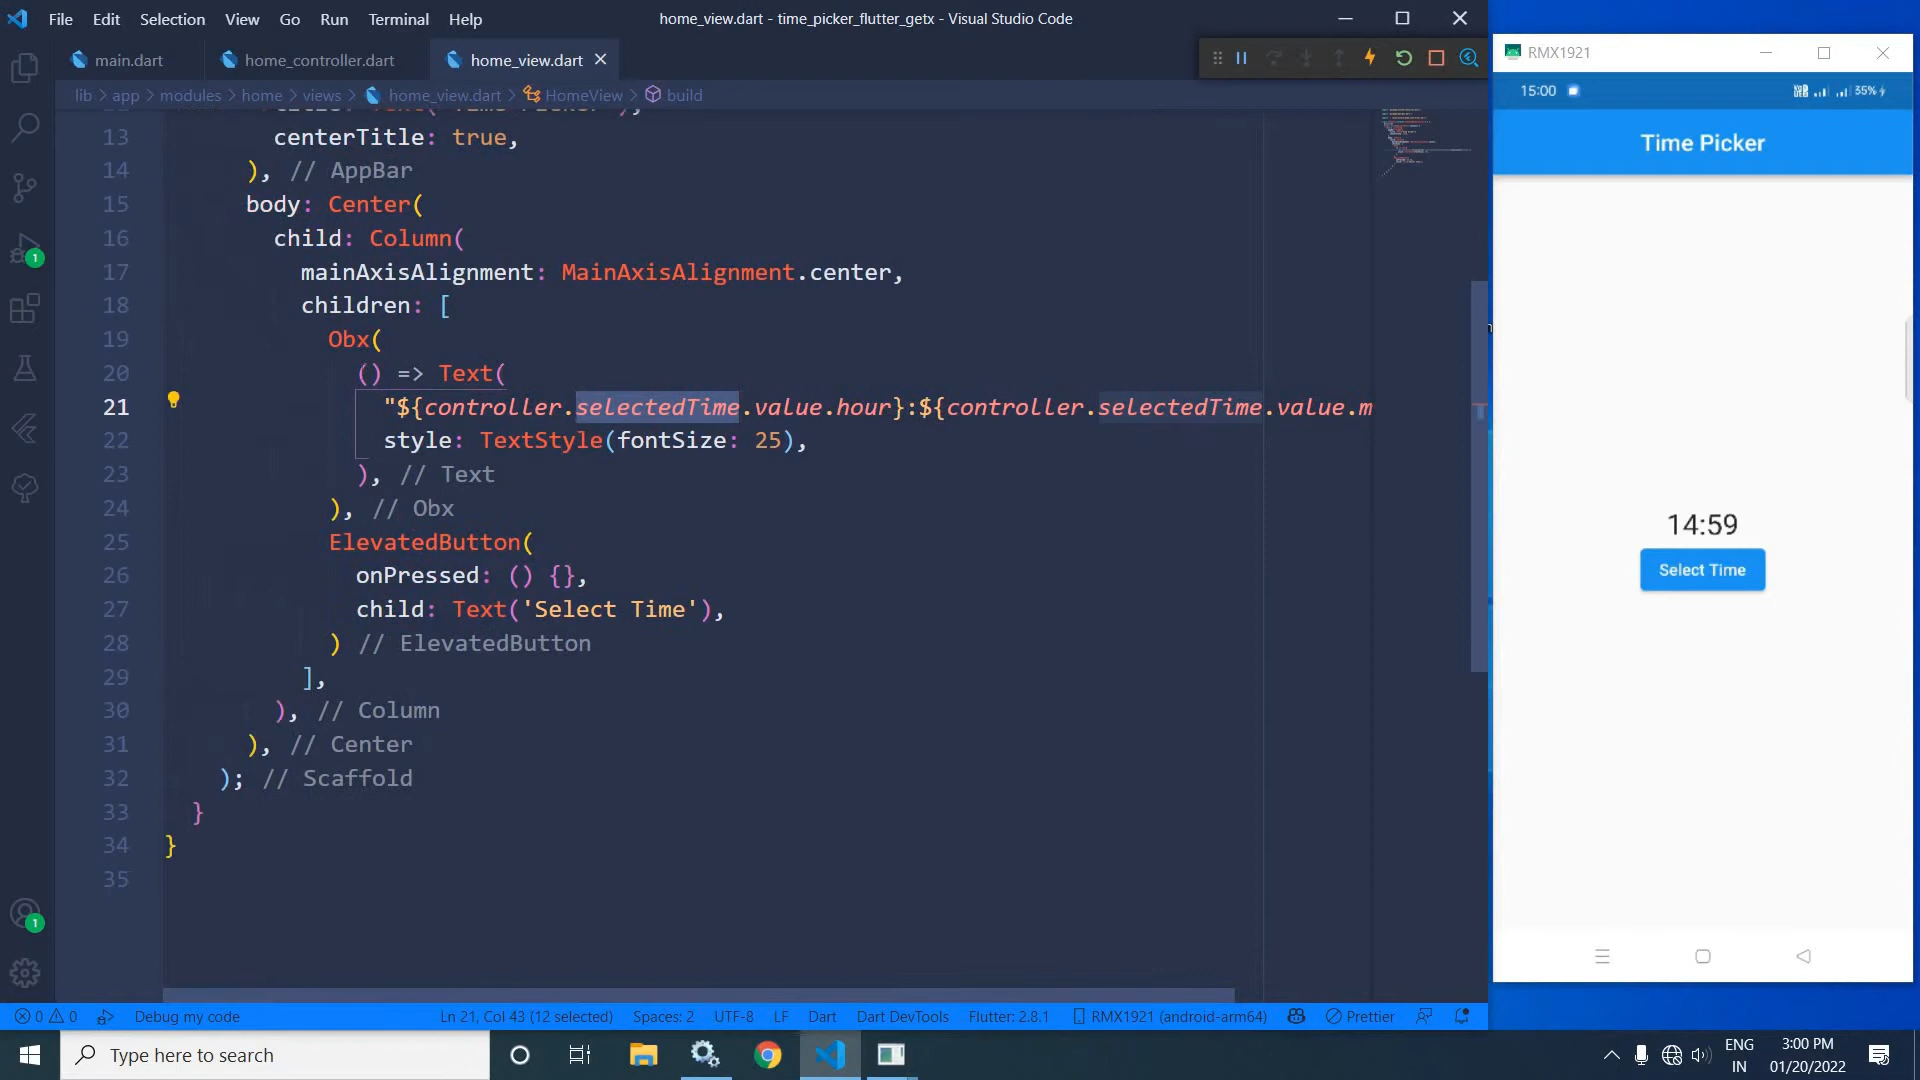 File Edit Selection View Go Run Terminal Help
home_view.dart - time_picker_flutter_getx - Visual Studio Code
main.dart
home_controller.dart
home_view.dart
lib > app > modules > home > views > home_view.dart > HomeView > build
13 centerTitle: true,
14 ), // AppBar
15 body: Center(
16 child: Column(
17 mainAxisAlignment: MainAxisAlignment.center,
18 children: [
19 Obx(
20 () => Text(
21 "${controller.selectedTime.value.hour}:${controller.selectedTime.value.m
22 style: TextStyle(fontSize: 25),
23 ), // Text
24 ), // Obx
25 ElevatedButton(
26 onPressed: () {},
27 child: Text('Select Time'),
28 ) // ElevatedButton
29 ],
30 ), // Column
31 ), // Center
32 ); // Scaffold
33 }
34 }
35
1
1
0 0 Debug my code Ln 21, Col 43 (12 selected) Spaces: 2 UTF-8 LF Dart Dart DevTools Flutter: 2.8.1 RMX1921 (android-arm64) Prettier
RMX1921
15:00
35%
Time Picker
14:59
Select Time
Type here to search
ENG
IN
3:00 PM
01/20/2022